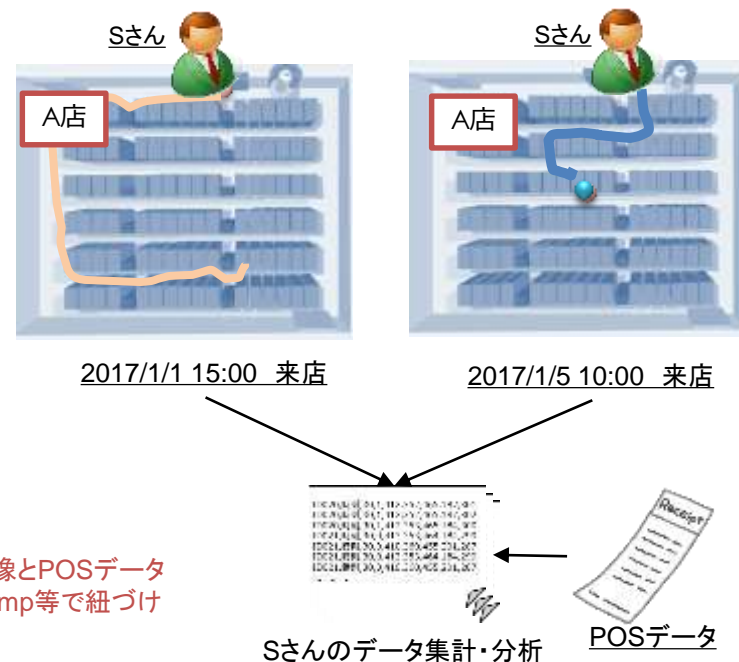 Sさん
Sさん
A店
A店
2017/1/1 15:00 来店
2017/1/5 10:00 来店
Receipt
像とPOSデータ
mp等で紐づけ
Sさんのデータ集計・分析
POSデータ